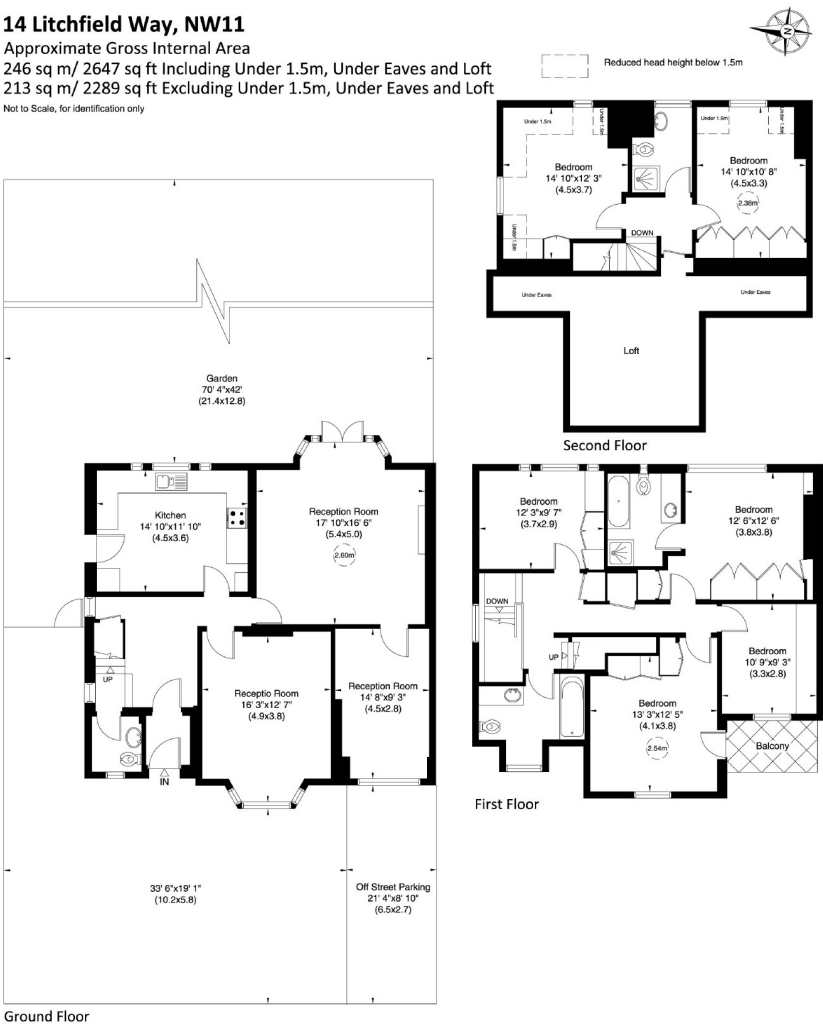 14 Litchfield Way, NW11
Approximate Gross Internal Area
246 sq m/ 2647 sq ft Including Under 1.5m, Under Eaves and Loft
213 sq m/ 2289 sq ft Excluding Under 1.5m, Under Eaves and Loft
Not to Scale, for identification only
Reduced head height below 1.5m
N
Under 1.5m
Under 1.5m
Bedroom
14' 10"x12' 3"
(4.5x3.7)
Under 1.5m
DOWN
Under 1.5m
Under 1.5m
Bedroom
14' 10"x10' 8"
(4.5x3.3)
2.38m
Under Eaves
Under Eaves
Loft
Second Floor
Garden
70' 4"x42'
(21.4x12.8)
Kitchen
14' 10"x11' 10"
(4.5x3.6)
Reception Room
17' 10"x16' 6"
(5.4x5.0)
2.60m
UP
IN
Receptio Room
16' 3"x12' 7"
(4.9x3.8)
Reception Room
14' 8"x9' 3"
(4.5x2.8)
33' 6"x19' 1"
(10.2x5.8)
Off Street Parking
21' 4"x8' 10"
(6.5x2.7)
Ground Floor
Bedroom
12' 3"x9' 7"
(3.7x2.9)
Bedroom
12' 6"x12' 6"
(3.8x3.8)
DOWN
UP
Bedroom
10' 9"x9' 3"
(3.3x2.8)
Bedroom
13' 3"x12' 5"
(4.1x3.8)
2.54m
Balcony
First Floor